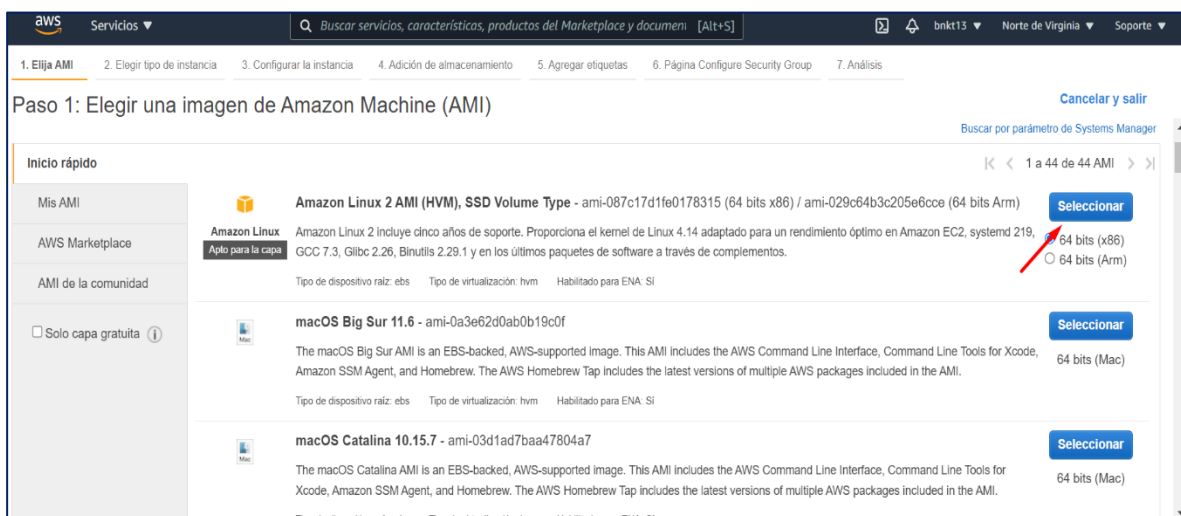 aws Servicios ▼ Buscar servicios, características, productos del Marketplace y documen [Alt+S] bnkt13 ▼ Norte de Virginia ▼ Soporte ▼
1. Elija AMI 2. Elegir tipo de instancia 3. Configurar la instancia 4. Adición de almacenamiento 5. Agregar etiquetas 6. Página Configure Security Group 7. Análisis
Paso 1: Elegir una imagen de Amazon Machine (AMI)
Cancelar y salir
Buscar por parámetro de Systems Manager
Inicio rápido
1 a 44 de 44 AMI
Mis AMI
AWS Marketplace
AMI de la comunidad
Solo capa gratuita
Amazon Linux
Apto para la capa
Amazon Linux 2 AMI (HVM), SSD Volume Type - ami-087c17d1fe0178315 (64 bits x86) / ami-029c64b3c205e6cce (64 bits Arm)
Amazon Linux 2 incluye cinco años de soporte. Proporciona el kernel de Linux 4.14 adaptado para un rendimiento óptimo en Amazon EC2, systemd 219,
GCC 7.3, Glibc 2.26, Binutils 2.29.1 y en los últimos paquetes de software a través de complementos.
Tipo de dispositivo raíz: ebs Tipo de virtualización: hvm Habilitado para ENA: Sí
Seleccionar
64 bits (x86)
64 bits (Arm)
Mac
macOS Big Sur 11.6 - ami-0a3e62d0ab0b19c0f
The macOS Big Sur AMI is an EBS-backed, AWS-supported image. This AMI includes the AWS Command Line Interface, Command Line Tools for Xcode,
Amazon SSM Agent, and Homebrew. The AWS Homebrew Tap includes the latest versions of multiple AWS packages included in the AMI.
Tipo de dispositivo raíz: ebs Tipo de virtualización: hvm Habilitado para ENA: Sí
Seleccionar
64 bits (Mac)
Mac
macOS Catalina 10.15.7 - ami-03d1ad7baa47804a7
The macOS Catalina AMI is an EBS-backed, AWS-supported image. This AMI includes the AWS Command Line Interface, Command Line Tools for
Xcode, Amazon SSM Agent, and Homebrew. The AWS Homebrew Tap includes the latest versions of multiple AWS packages included in the AMI.
Seleccionar
64 bits (Mac)